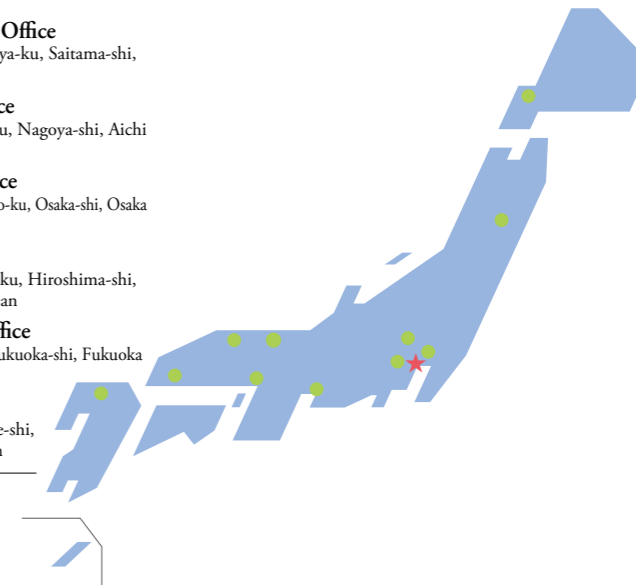 Office
ya-ku, Saitama-shi,
ce
u, Nagoya-shi, Aichi
ce
o-ku, Osaka-shi, Osaka
ku, Hiroshima-shi,
an
ffice
ukuoka-shi, Fukuoka
e-shi,
n